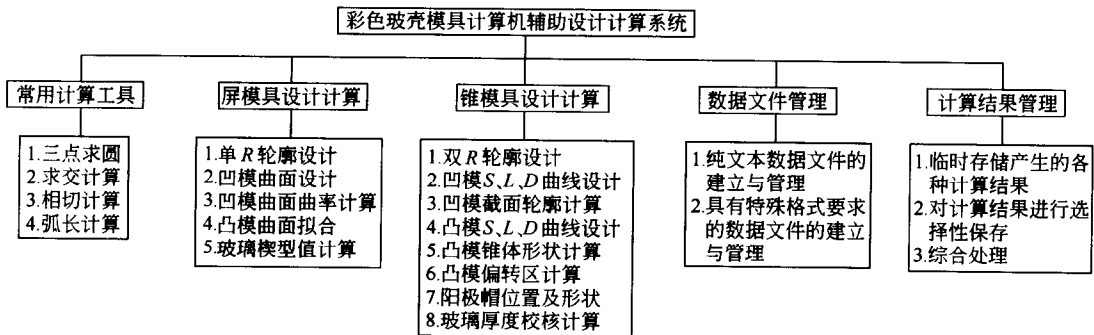 彩色玻壳模具计算机辅助设计计算系统
常用计算工具
1.三点求圆
2.求交计算
3.相切计算
4.弧长计算
屏模具设计计算
1.单R轮廓设计
2.凹模曲面设计
3.凹模曲面曲率计算
4.凸模曲面拟合
5.玻璃楔型值计算
锥模具设计计算
1.双R轮廓设计
2.凹模S、L、D曲线设计
3.凹模截面轮廓计算
4.凸模S、L、D曲线设计
5.凸模锥体形状计算
6.凸模偏转区计算
7.阳极帽位置及形状
8.玻璃厚度校核计算
数据文件管理
1.纯文本数据文件的
建立与管理
2.具有特殊格式要求
的数据文件的建立
与管理
计算结果管理
1.临时存储产生的各
种计算结果
2.对计算结果进行选
择性保存
3.综合处理